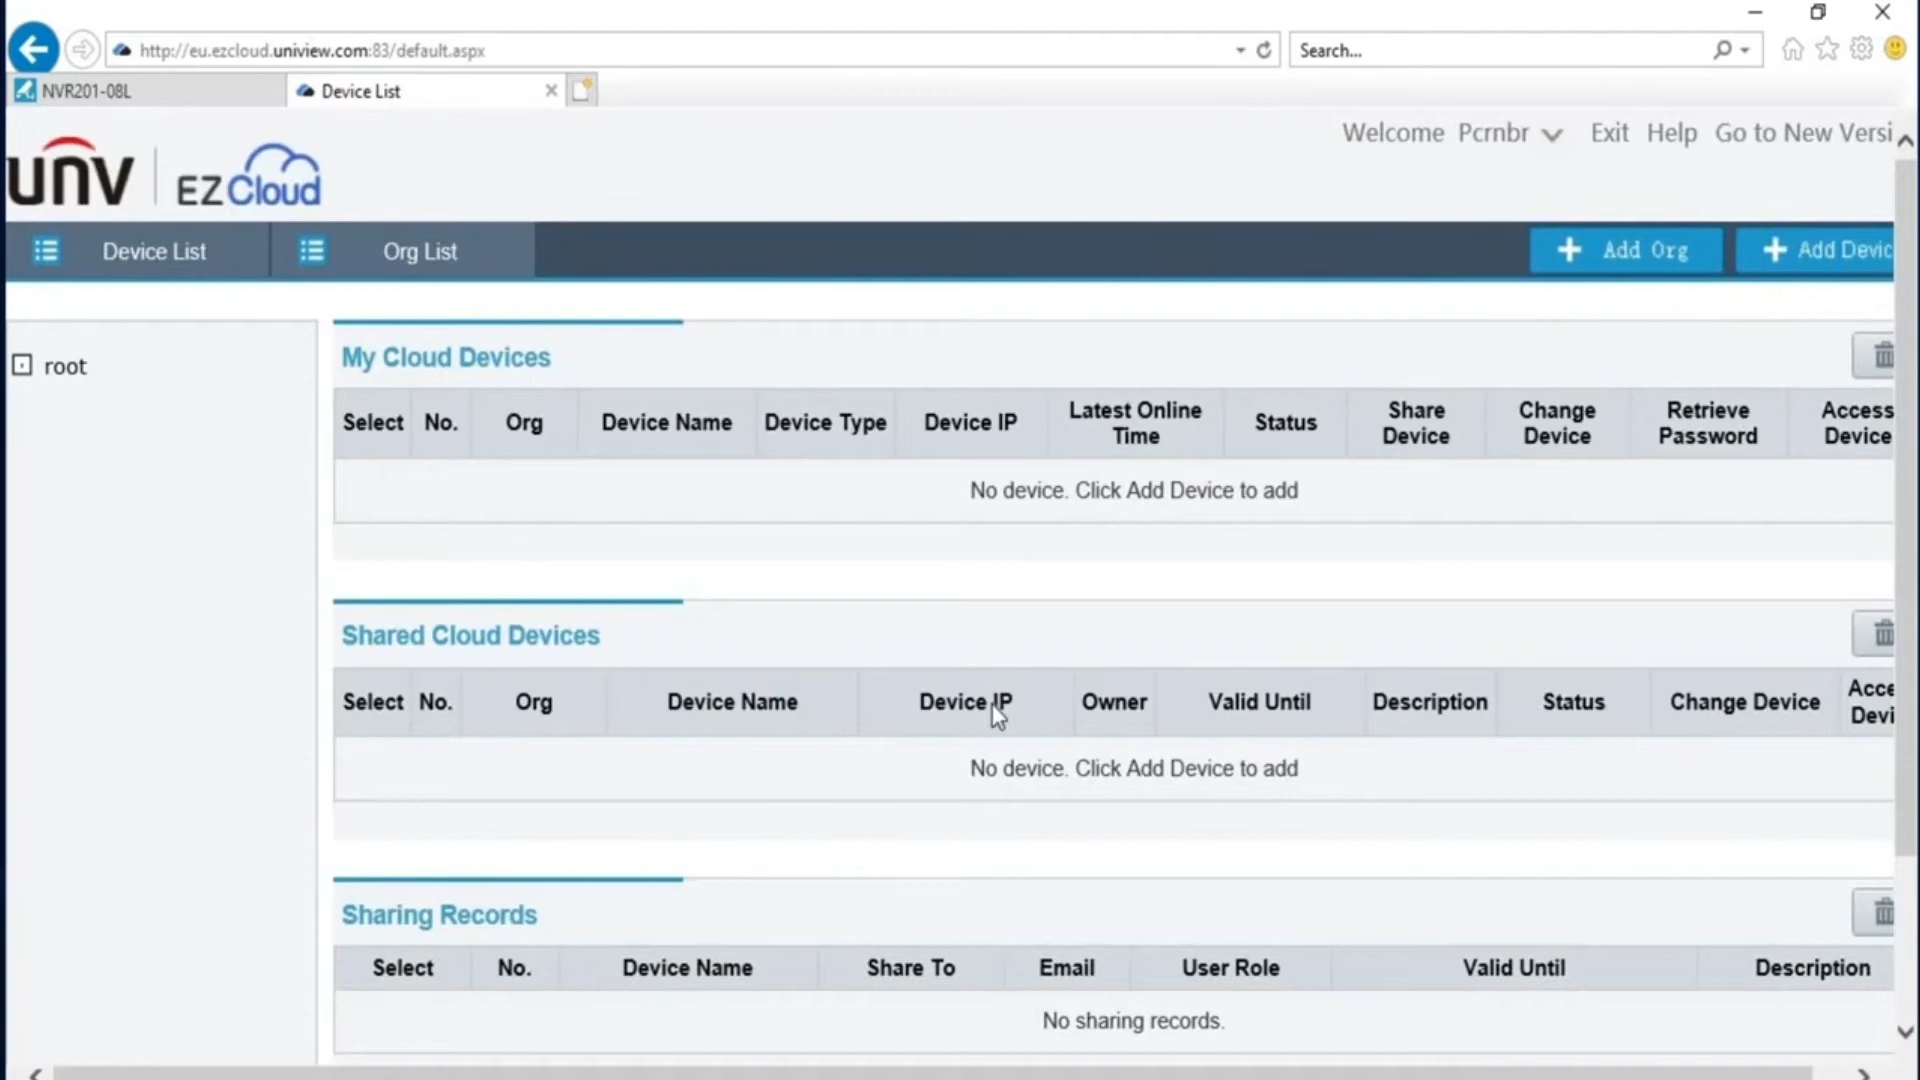 http://eu.ezcloud.uniview.com:83/default.aspx
Search...
NVR201-08L
Device List
Welcome Pcrnbr Exit Help Go to New Versi
unv EZCloud
Device List Org List + Add Org + Add Devic
root
My Cloud Devices
Select No. Org Device Name Device Type Device IP Latest Online Time Status Share Device Change Device Retrieve Password Access Device
No device. Click Add Device to add
Shared Cloud Devices
Select No. Org Device Name Device IP Owner Valid Until Description Status Change Device Acce Devi
No device. Click Add Device to add
Sharing Records
Select No. Device Name Share To Email User Role Valid Until Description
No sharing records.